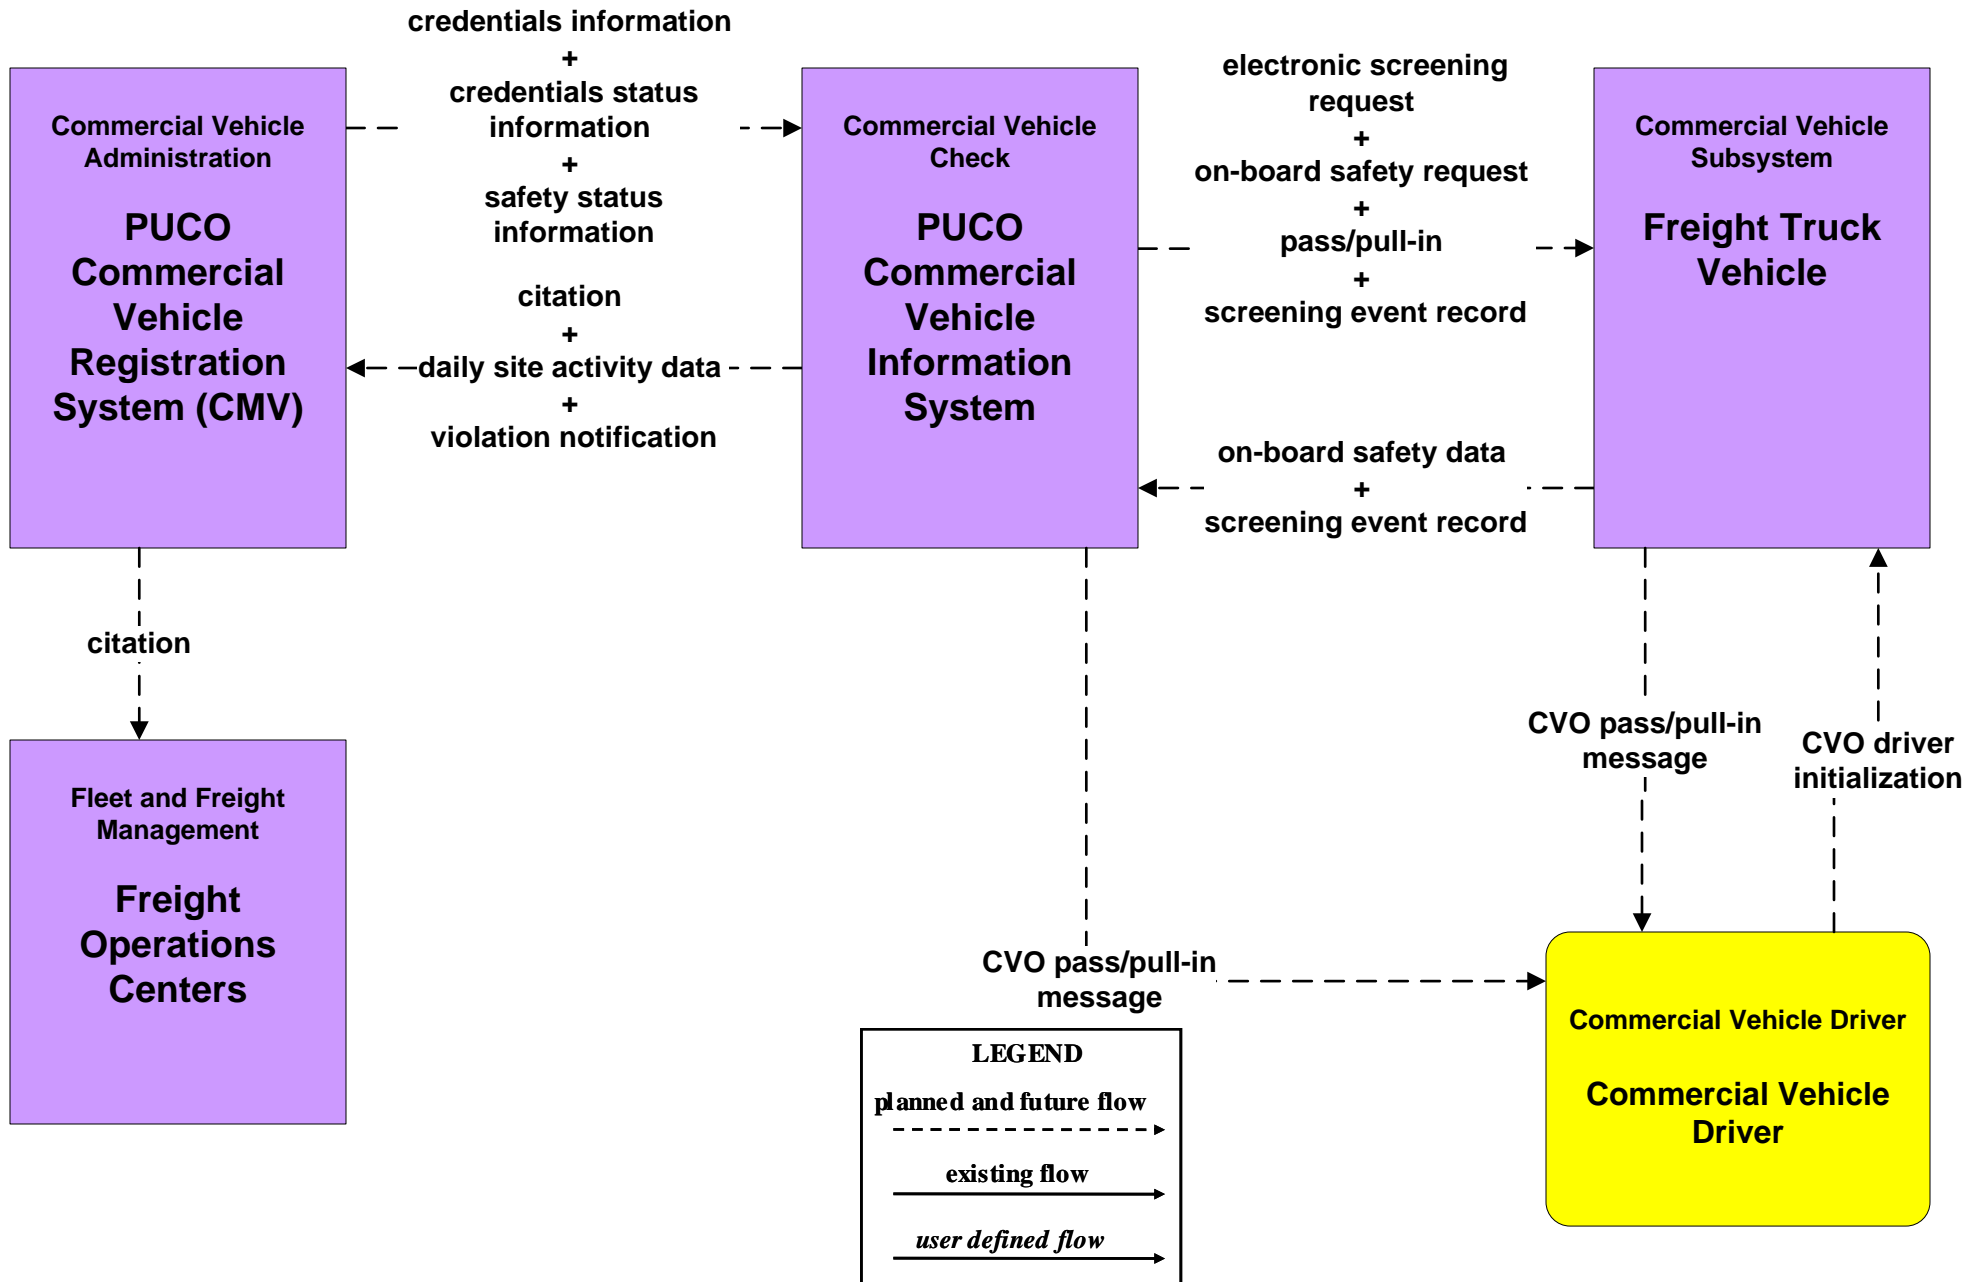 credentials information
+
credentials status
information
+
safety status
information
electronic screening
request
+
on-board safety request
+
pass/pull-in
+
screening event record
Commercial Vehicle
Administration
PUCO
Commercial
Vehicle
Registration
System (CMV)
Commercial Vehicle
Check
PUCO
Commercial
Vehicle
Information
System
Commercial Vehicle
Subsystem
Freight Truck
Vehicle
citation
+
daily site activity data
+
violation notification
on-board safety data
+
screening event record
citation
CVO pass/pull-in
message
CVO driver
initialization
Fleet and Freight
Management
Freight
Operations
Centers
CVO pass/pull-in
message
Commercial Vehicle Driver
Commercial Vehicle
Driver
LEGEND
planned and future flow
existing flow
user defined flow